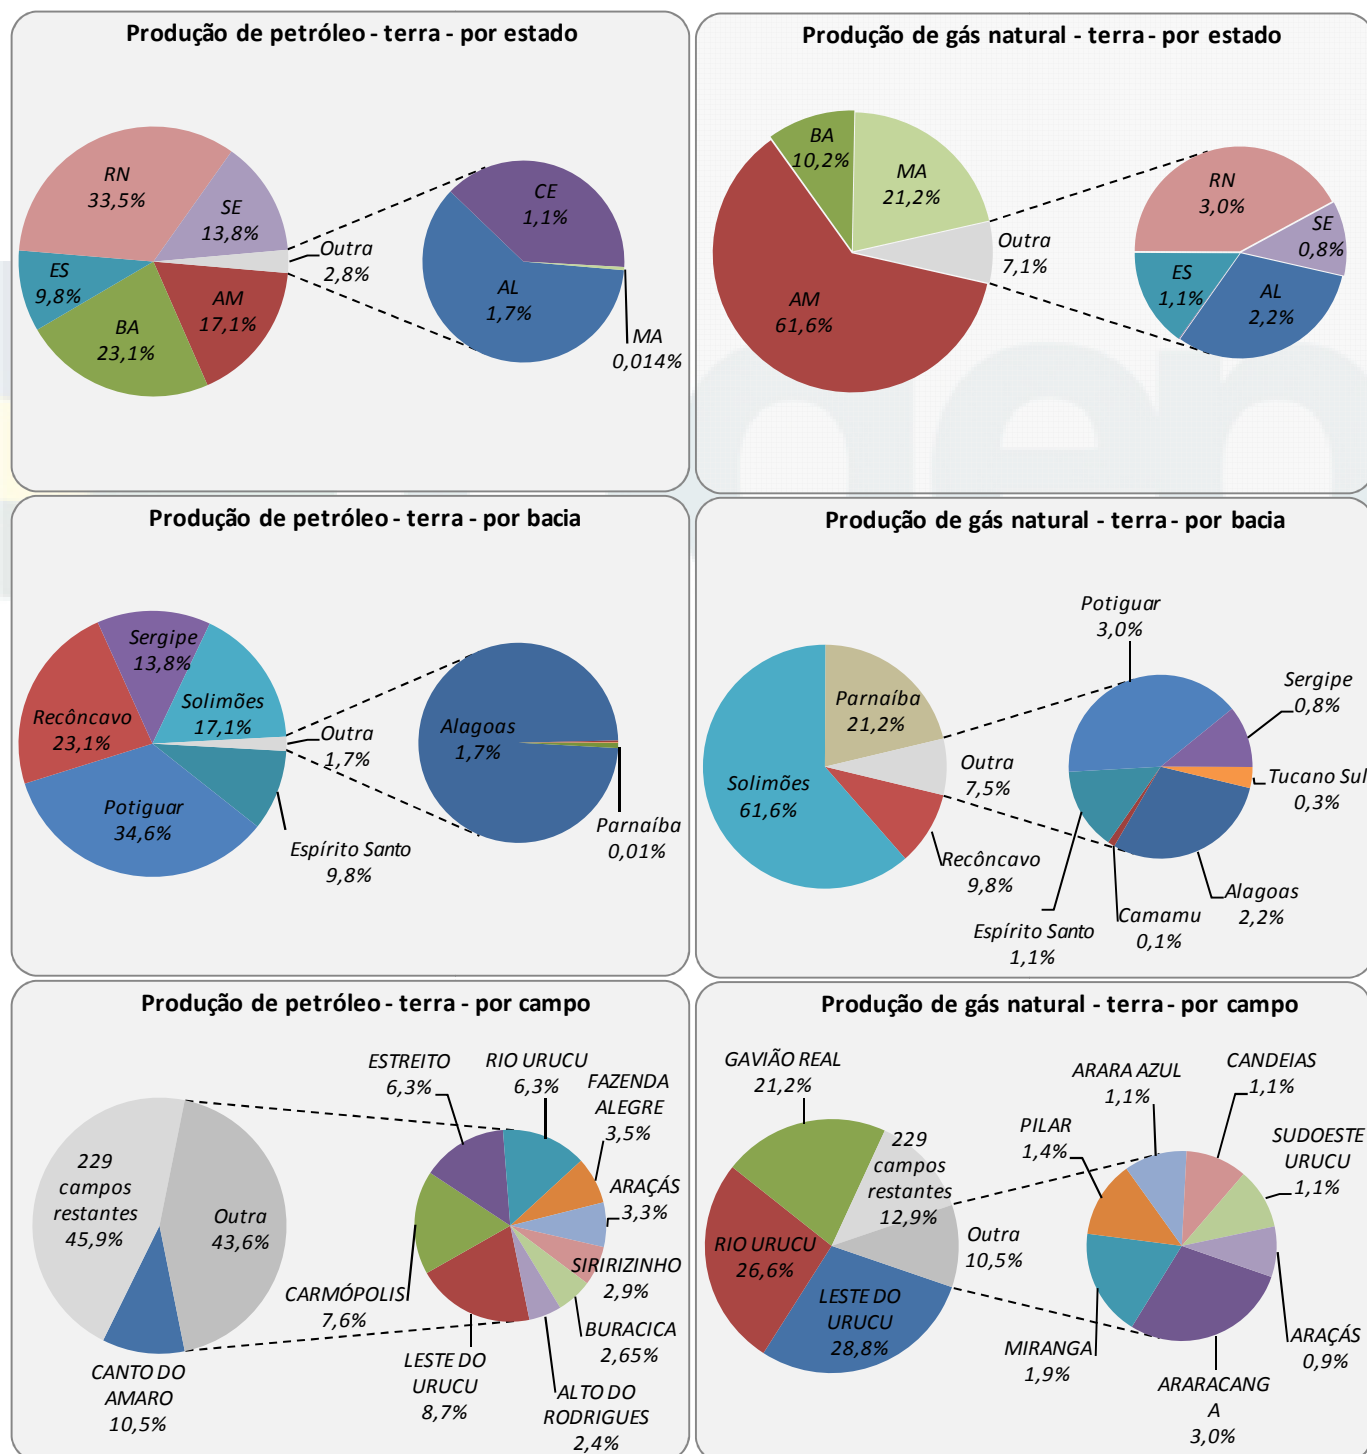 Produção de petróleo - terra - por estado
RN
33,5%
SE
13,8%
Outra
2,8%
AM
17,1%
BA
23,1%
ES
9,8%
CE
1,1%
AL
1,7%
MA
0,014%
Produção de gás natural - terra - por estado
BA
10,2%
MA
21,2%
Outra
7,1%
AM
61,6%
RN
3,0%
SE
0,8%
AL
2,2%
ES
1,1%
Produção de petróleo - terra - por bacia
Sergipe
13,8%
Solimões
17,1%
Outra
1,7%
Espírito Santo
9,8%
Potiguar
34,6%
Recôncavo
23,1%
Alagoas
1,7%
Parnaíba
0,01%
Produção de gás natural - terra - por bacia
Parnaíba
21,2%
Outra
7,5%
Recôncavo
9,8%
Solimões
61,6%
Potiguar
3,0%
Sergipe
0,8%
Tucano Sul
0,3%
Alagoas
2,2%
Camamu
0,1%
Espírito Santo
1,1%
Produção de petróleo - terra - por campo
229
campos
restantes
45,9%
Outra
43,6%
CANTO DO
AMARO
10,5%
ESTREITO
6,3%
RIO URUCU
6,3%
FAZENDA
ALEGRE
3,5%
ARAÇÁS
3,3%
SIRIRIZINHO
2,9%
BURACICA
2,65%
ALTO DO
RODRIGUES
2,4%
LESTE DO
URUCU
8,7%
CARMÓPOLIS
7,6%
Produção de gás natural - terra - por campo
GAVIÃO REAL
21,2%
229
campos
restantes
12,9%
Outra
10,5%
RIO URUCU
26,6%
LESTE DO
URUCU
28,8%
ARARA AZUL
1,1%
CANDEIAS
1,1%
SUDOESTE
URUCU
1,1%
ARAÇÁS
0,9%
ARARACANG
A
3,0%
MIRANGA
1,9%
PILAR
1,4%